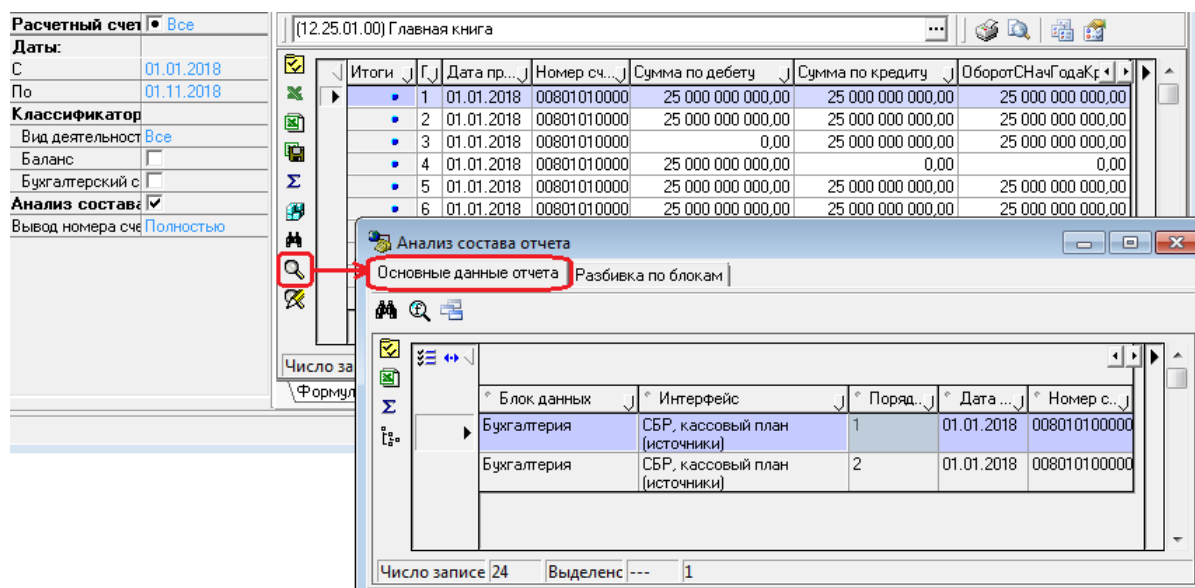 Расчетный счет Все
Даты:
С 01.01.2018
По 01.11.2018
Классификатор
Вид деятельност Все
Баланс
Бухгалтерский с
Анализ состава
Вывод номера сче Полностью
(12.25.01.00) Главная книга ...
Итоги Г Дата пр... Номер сч... Сумма по дебету Сумма по кредиту ОборотСНачГодаКр
1 01.01.2018 00801010000 25 000 000 000,00 25 000 000 000,00 25 000 000 000,00
2 01.01.2018 00801010000 25 000 000 000,00 25 000 000 000,00 25 000 000 000,00
3 01.01.2018 00801010000 0,00 25 000 000 000,00 25 000 000 000,00
4 01.01.2018 00801010000 25 000 000 000,00 0,00 0,00
5 01.01.2018 00801010000 25 000 000 000,00 25 000 000 000,00 25 000 000 000,00
6 01.01.2018 00801010000 25 000 000 000,00 25 000 000 000,00 25 000 000 000,00
Число за
Формул
Анализ состава отчета
Основные данные отчета Разбивка по блокам
Блок данных Интерфейс Поряд... Дата ... Номер с...
Бухгалтерия СБР, кассовый план (источники) 1 01.01.2018 008010100000
Бухгалтерия СБР, кассовый план (источники) 2 01.01.2018 008010100000
Число записе 24 Выделенс --- 1